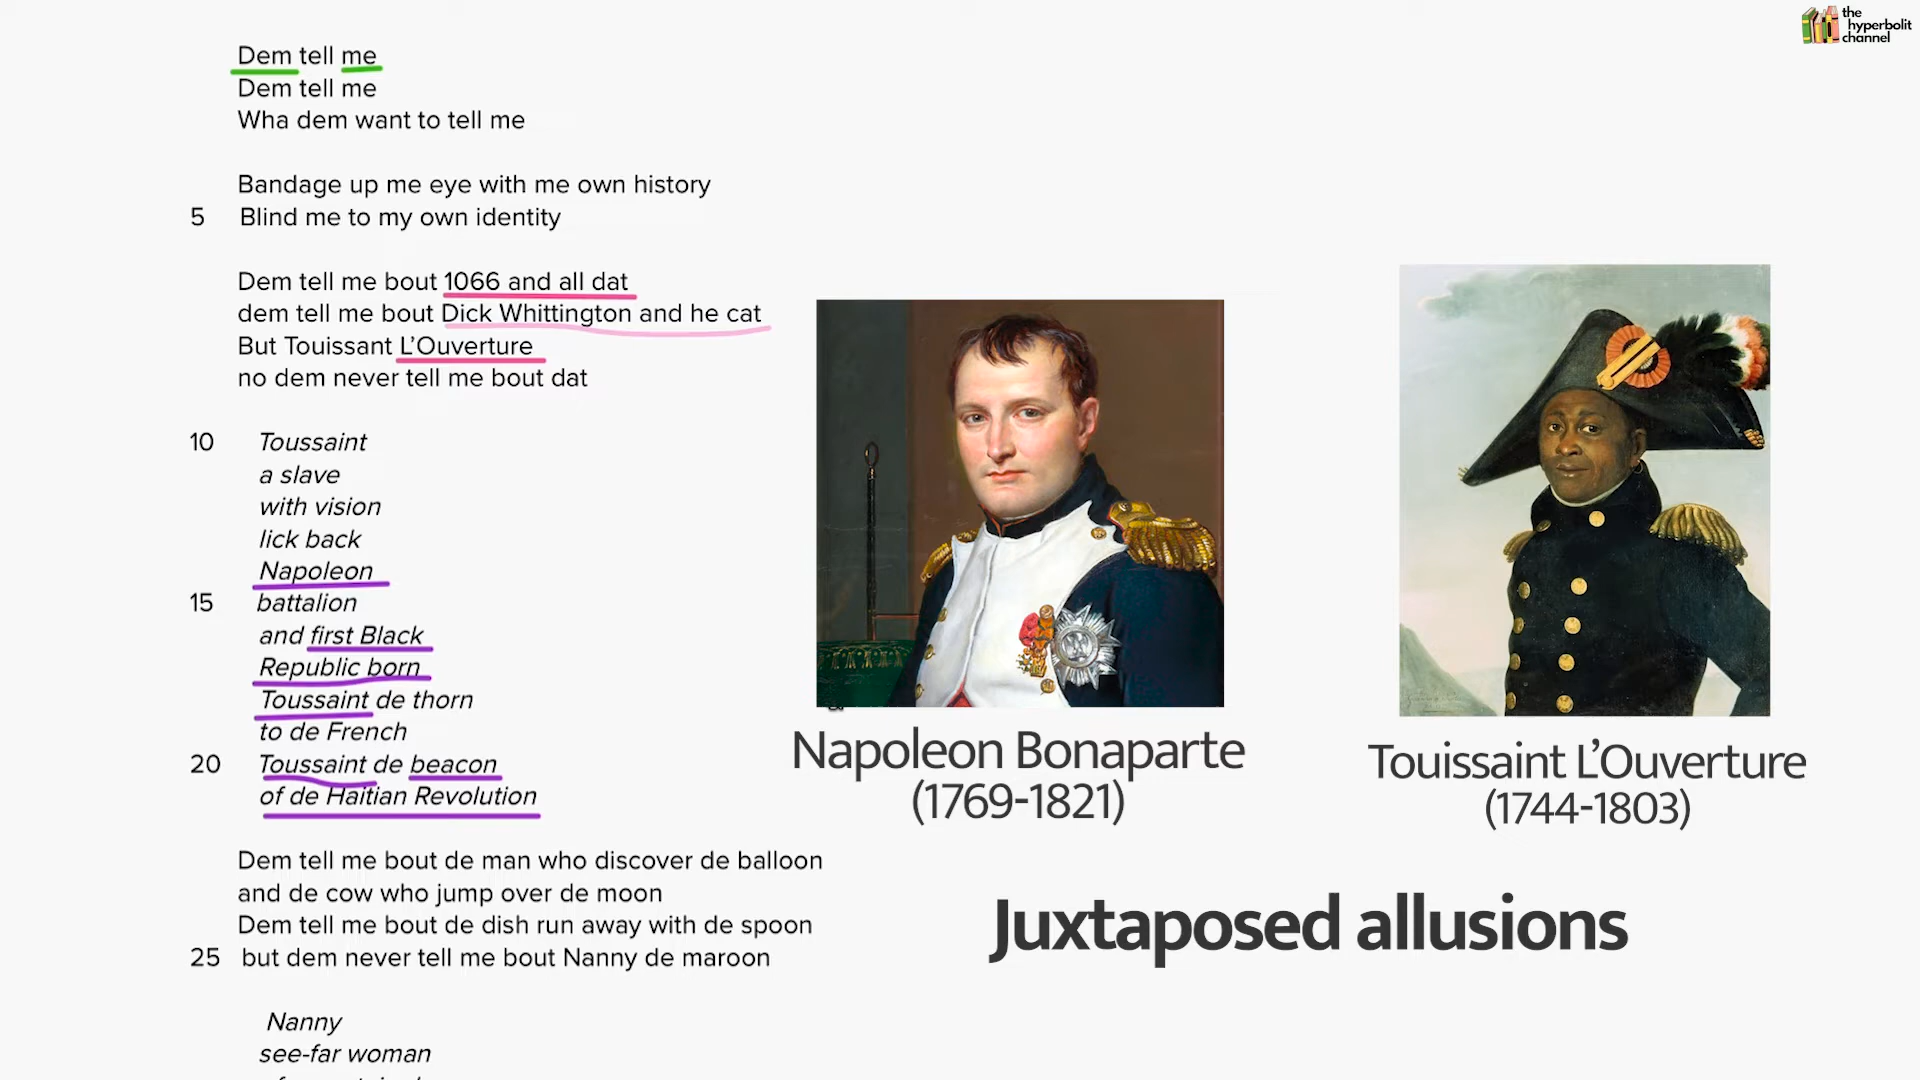 the
hyperbolit
channel
Dem tell me
Dem tell me
Wha dem want to tell me
Bandage up me eye with me own history
5 Blind me to my own identity
Dem tell me bout 1066 and all dat
dem tell me bout Dick Whittington and he cat
But Touissant L’Ouverture
no dem never tell me bout dat
10 Toussaint
a slave
with vision
lick back
Napoleon
15 battalion
and first Black
Republic born
Toussaint de thorn
to de French
20 Toussaint de beacon
of de Haitian Revolution
Dem tell me bout de man who discover de balloon
and de cow who jump over de moon
Dem tell me bout de dish run away with de spoon
25 but dem never tell me bout Nanny de maroon
Nanny
see-far woman
Napoleon Bonaparte
(1769-1821)
Touissaint L’Ouverture
(1744-1803)
Juxtaposed allusions